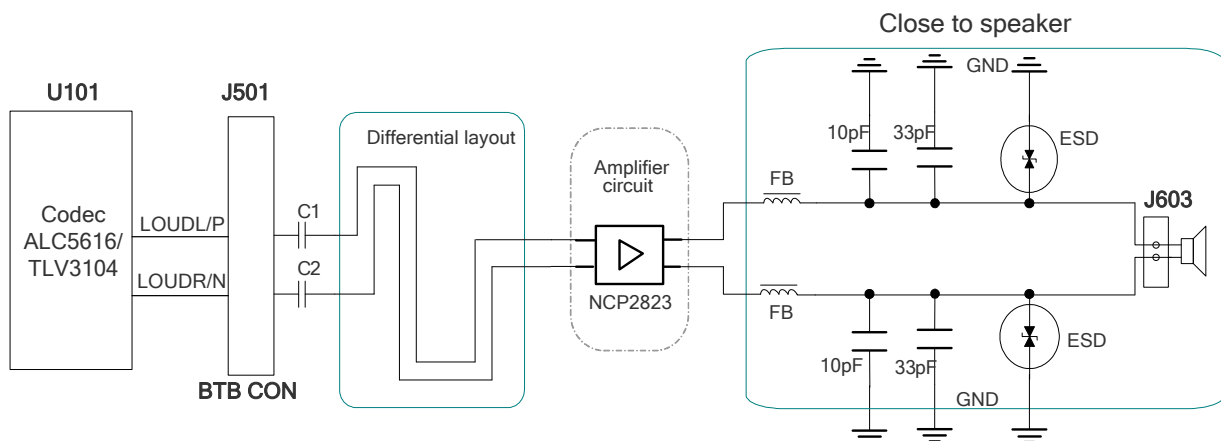 Close to speaker
U101
J501
GND
Differential layout
10pF
33pF
ESD
Amplifier
circuit
FB
J603
Codec
ALC5616/
TLV3104
LOUDL/P
C1
LOUDR/N
C2
NCP2823
FB
10pF
33pF
ESD
BTB CON
GND